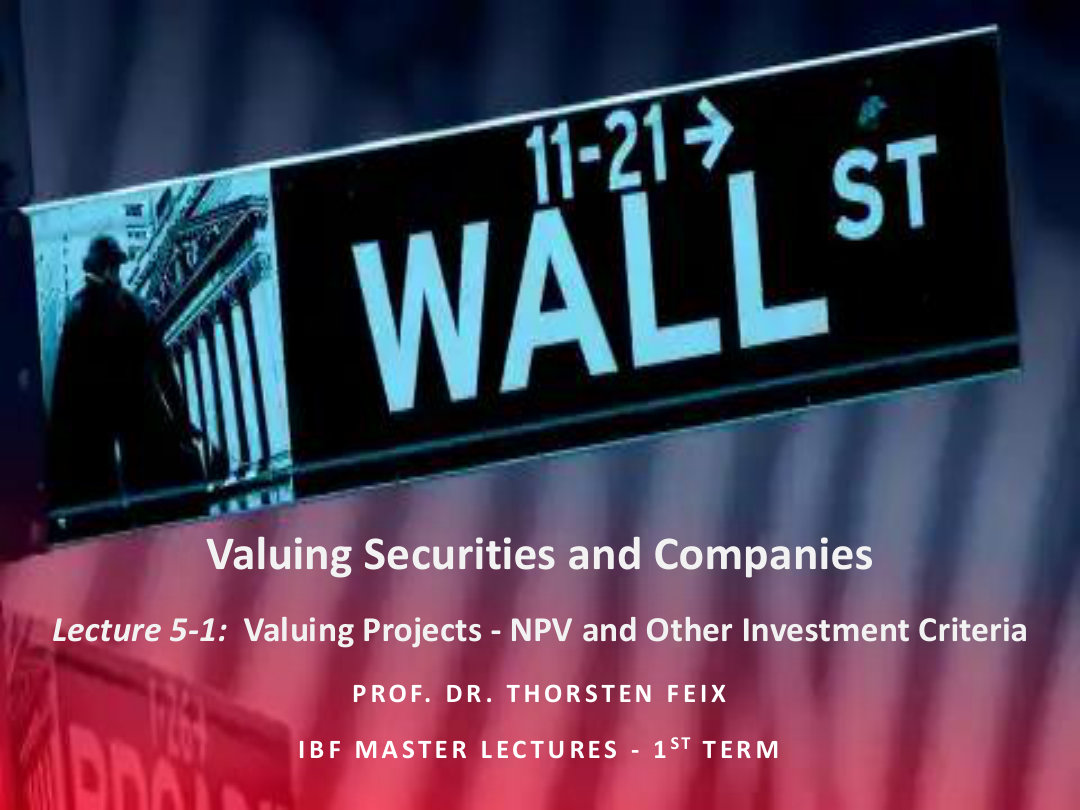 11-21 →
WALL ST
Valuing Securities and Companies
Lecture 5-1: Valuing Projects - NPV and Other Investment Criteria
PROF. DR. THORSTEN FEIX
IBF MASTER LECTURES - 1ST TERM